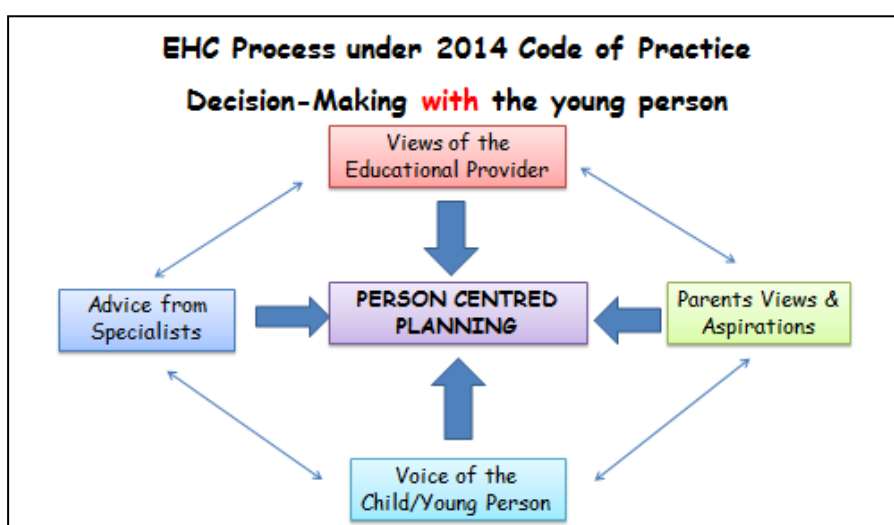 EHC Process under 2014 Code of Practice
Decision-Making with the young person
Views of the
Educational Provider
Advice from
Specialists
PERSON CENTRED
PLANNING
Parents Views &
Aspirations
Voice of the
Child/Young Person